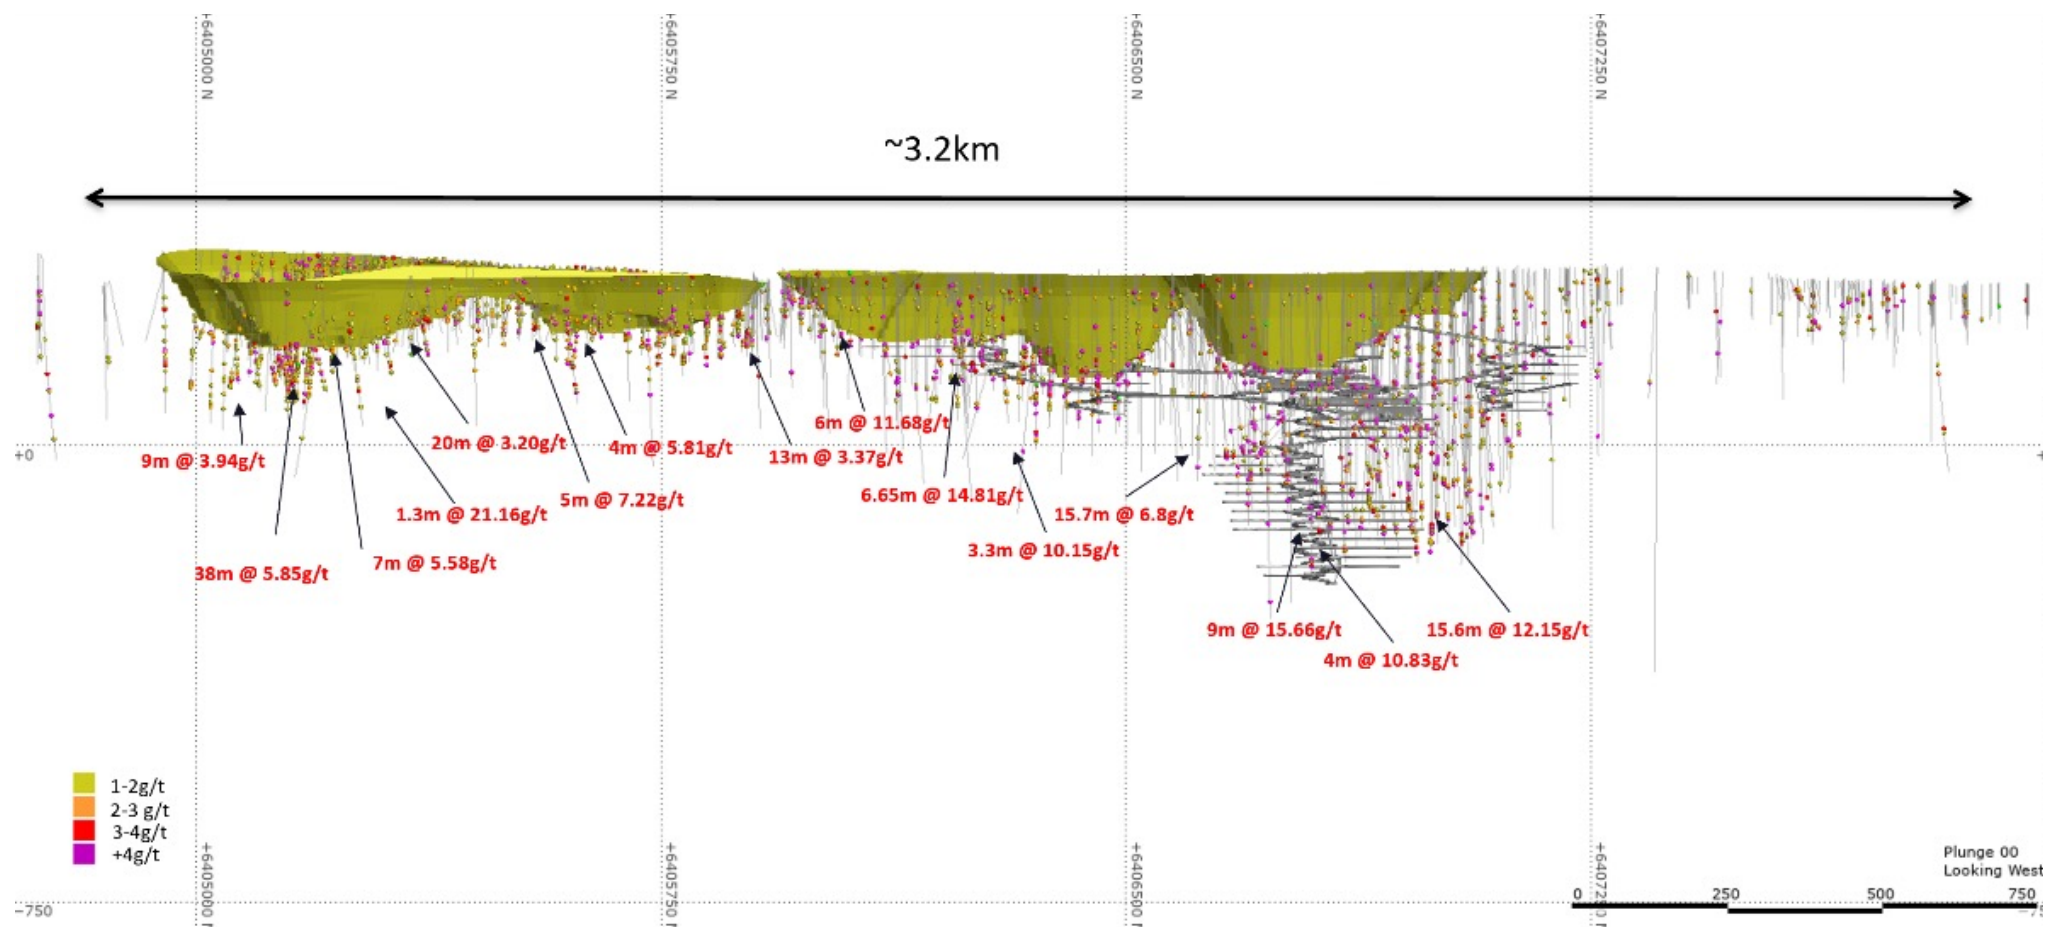 +6405000 N
+6405750 N
+6406500 N
+6407250 N
~3.2km
+0
6m @ 11.68g/t
20m @ 3.20g/t
4m @ 5.81g/t
13m @ 3.37g/t
9m @ 3.94g/t
6.65m @ 14.81g/t
5m @ 7.22g/t
1.3m @ 21.16g/t
15.7m @ 6.8g/t
3.3m @ 10.15g/t
7m @ 5.58g/t
38m @ 5.85g/t
9m @ 15.66g/t
15.6m @ 12.15g/t
4m @ 10.83g/t
1-2g/t
2-3 g/t
3-4g/t
+4g/t
+6405000
+6405750
+6406500
+6407250
Plunge 00
Looking West
0 250 500 750
-750